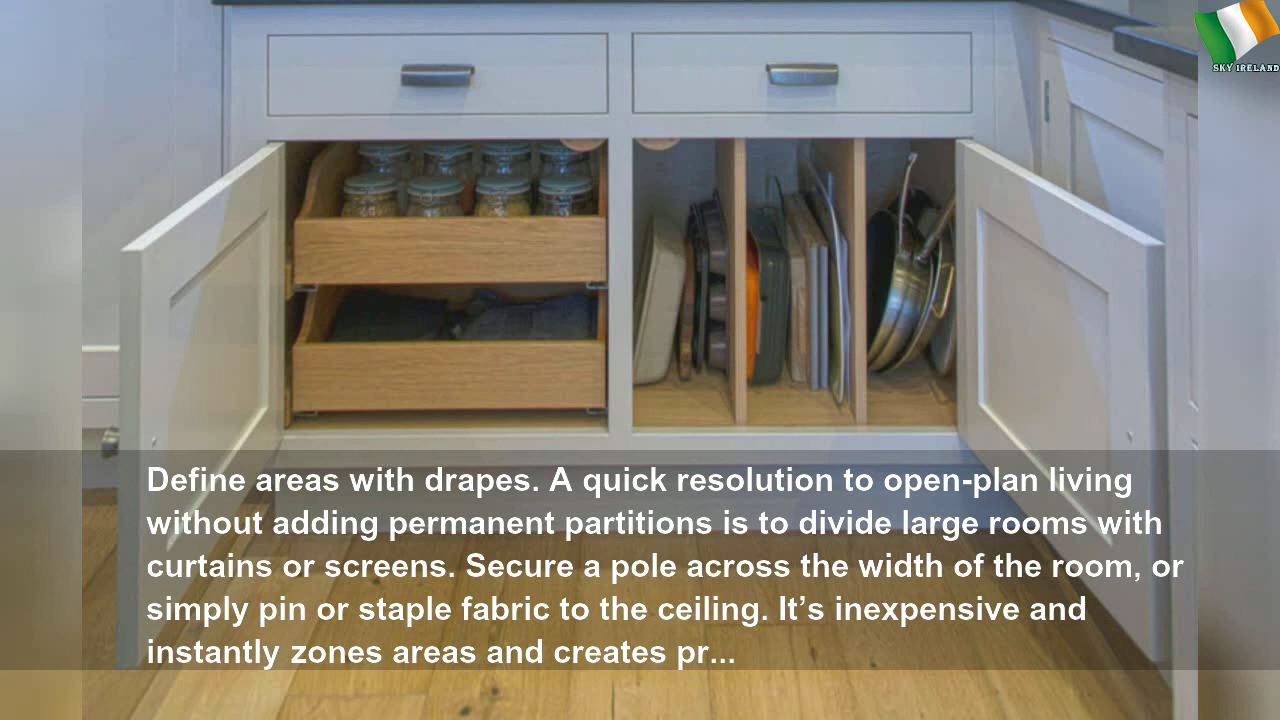 SKY IRELAND
Define areas with drapes. A quick resolution to open-plan living
without adding permanent partitions is to divide large rooms with
curtains or screens. Secure a pole across the width of the room, or
simply pin or staple fabric to the ceiling. It’s inexpensive and
instantly zones areas and creates pr...